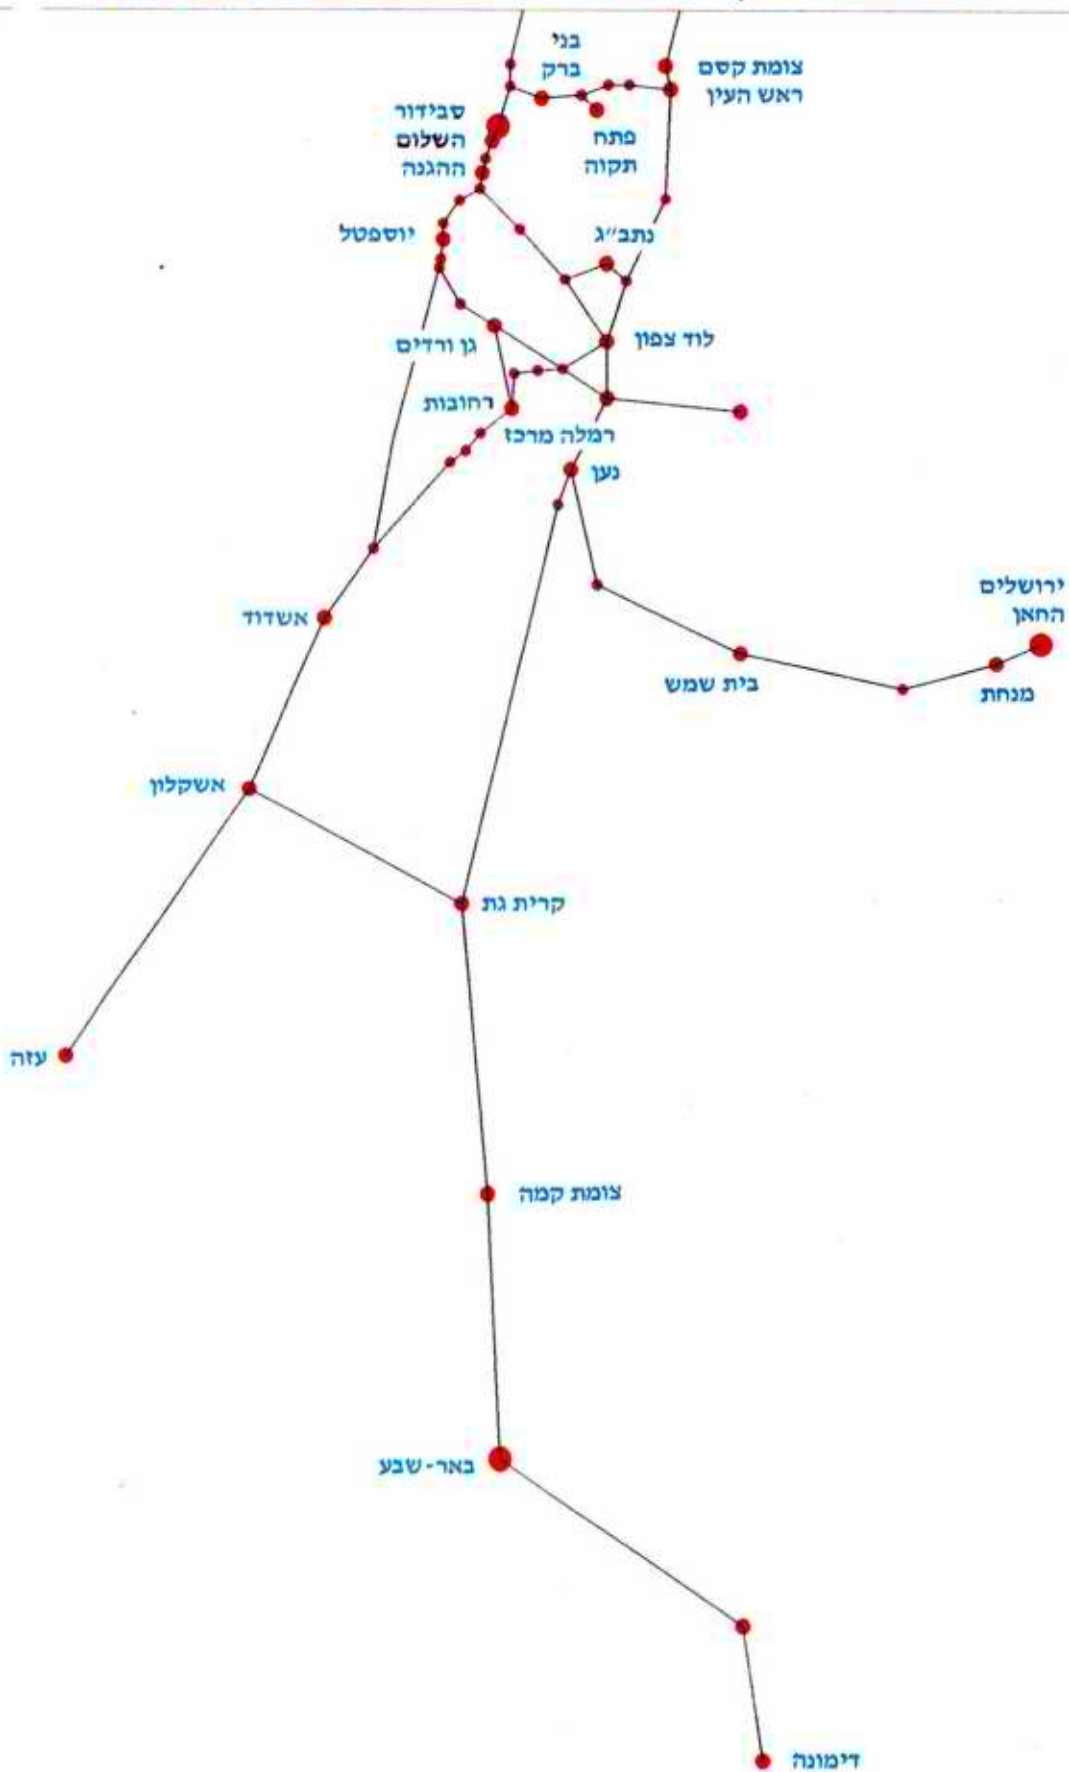 בני
ברק
צומת קסם
ראש העין
סבידור
השלום
ההגנה
פתח
תקוה
יוספטל
נתב״ג
לוד צפון
גן ורדים
רחובות
רמלה מרכז
נען
ירושלים
החאן
אשדוד
בית שמש
מנחת
אשקלון
קרית גת
עזה
צומת קמה
באר-שבע
דימונה